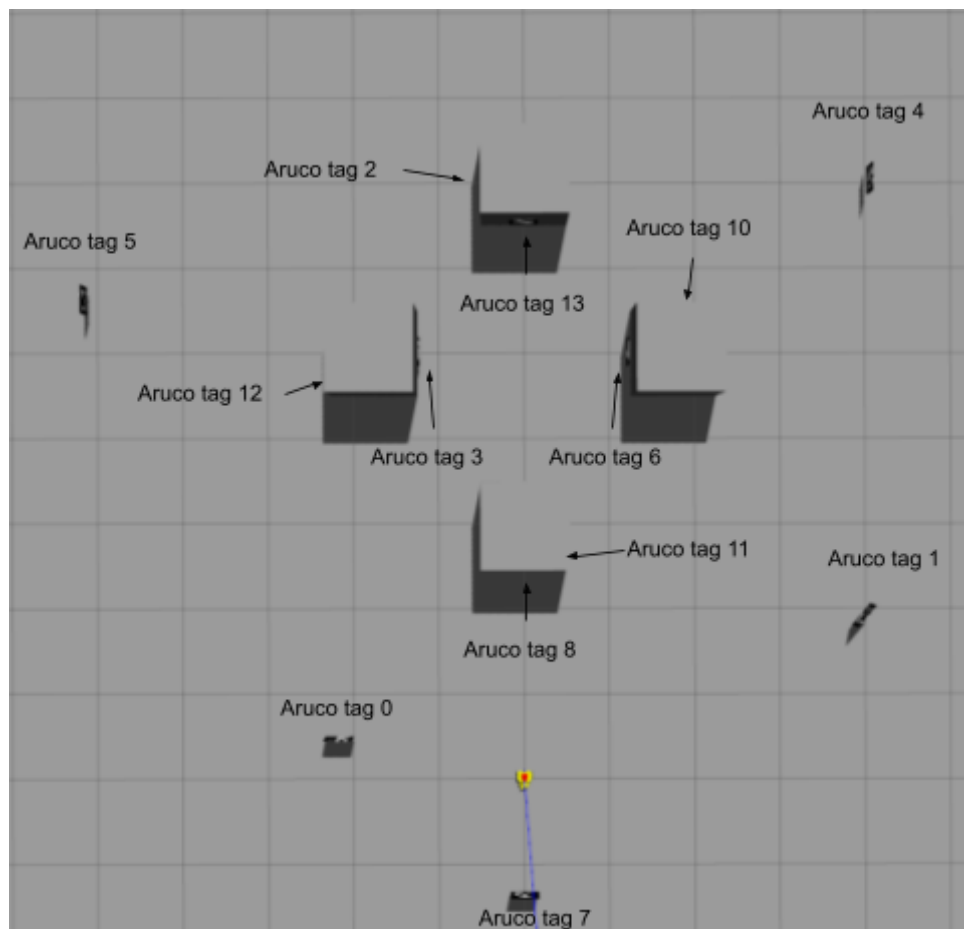 Aruco tag 4
Aruco tag 2
Aruco tag 10
Aruco tag 5
Aruco tag 13
Aruco tag 12
Aruco tag 3
Aruco tag 6
Aruco tag 11
Aruco tag 1
Aruco tag 8
Aruco tag 0
Aruco tag 7